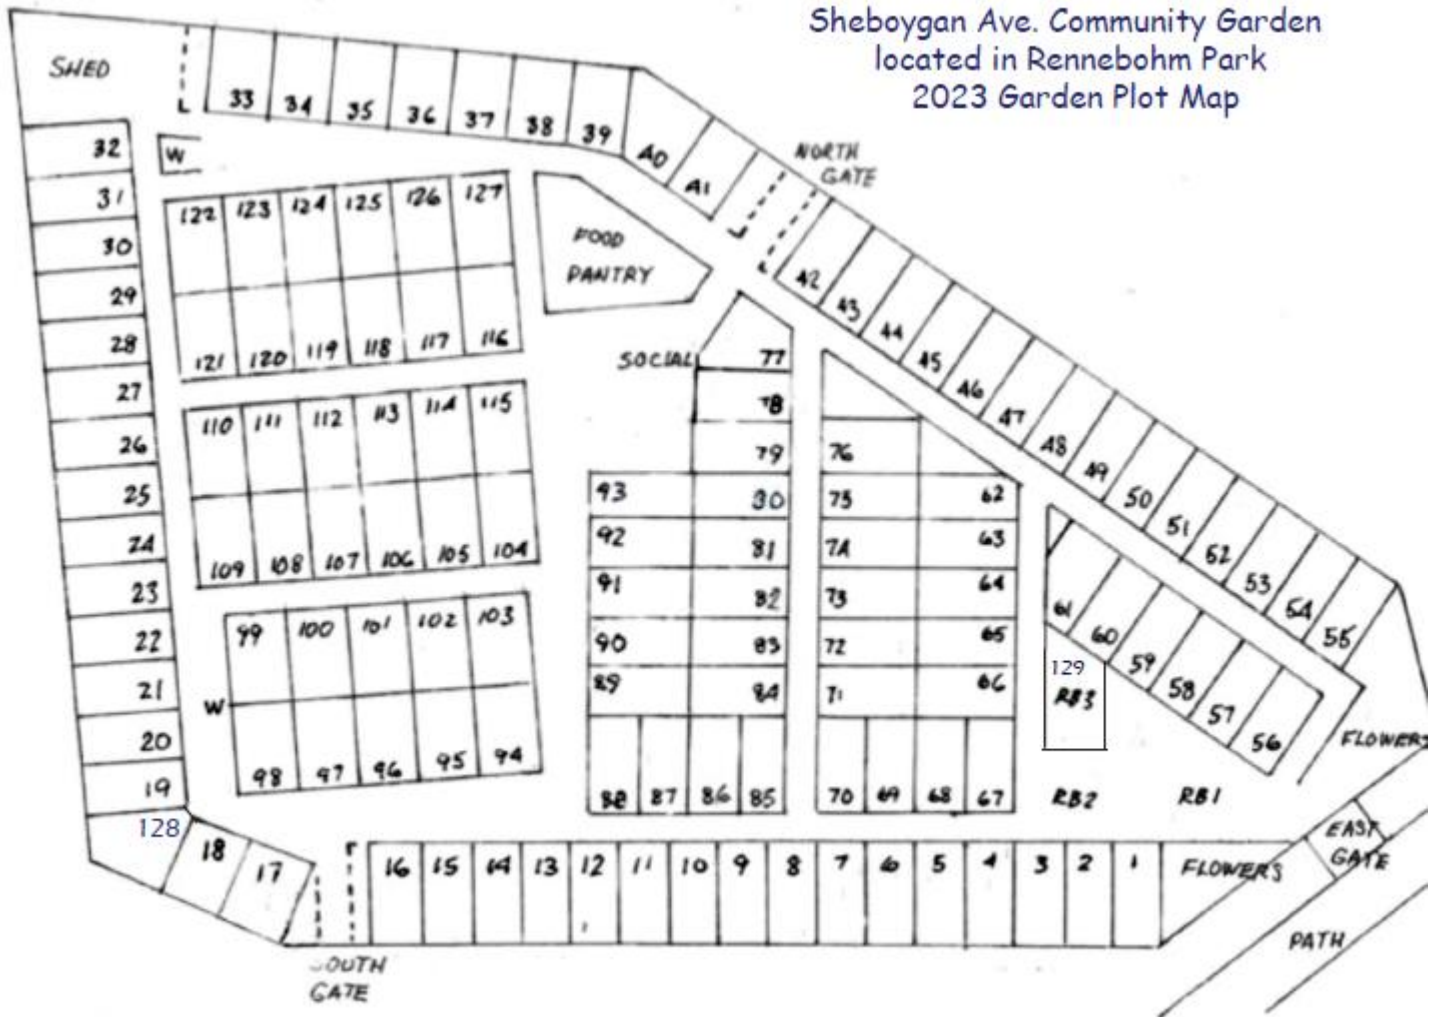 Sheboygan Ave. Community Garden
located in Rennebohm Park
2023 Garden Plot Map
SHED
33 34 35 36 37 38 39 40 41
NORTH
GATE
32
W
31
30
29
28
27
26
25
24
23
22
21
20
19
128
18
17
122 123 124 125 126 127
121 120 119 118 117 116
FOOD
PANTRY
SOCIAL
42
43
44
45
46
47
48
49
50
51
52
53
54
55
110 111 112 113 114 115
109 108 107 106 105 104
99 100 101 102 103
W
98 97 96 95 94
77
78
79
93 80
92 81
91 82
90 83
89 84
88 87 86 85
76
75 62
74 63
73 64
72 65
71 66
70 69 68 67
61
60
59
58
57
56
129
RB3
RB2 RB1
FLOWERS
EAST
GATE
16 15 14 13 12 11 10 9 8 7 6 5 4 3 2 1
FLOWERS
PATH
SOUTH
GATE